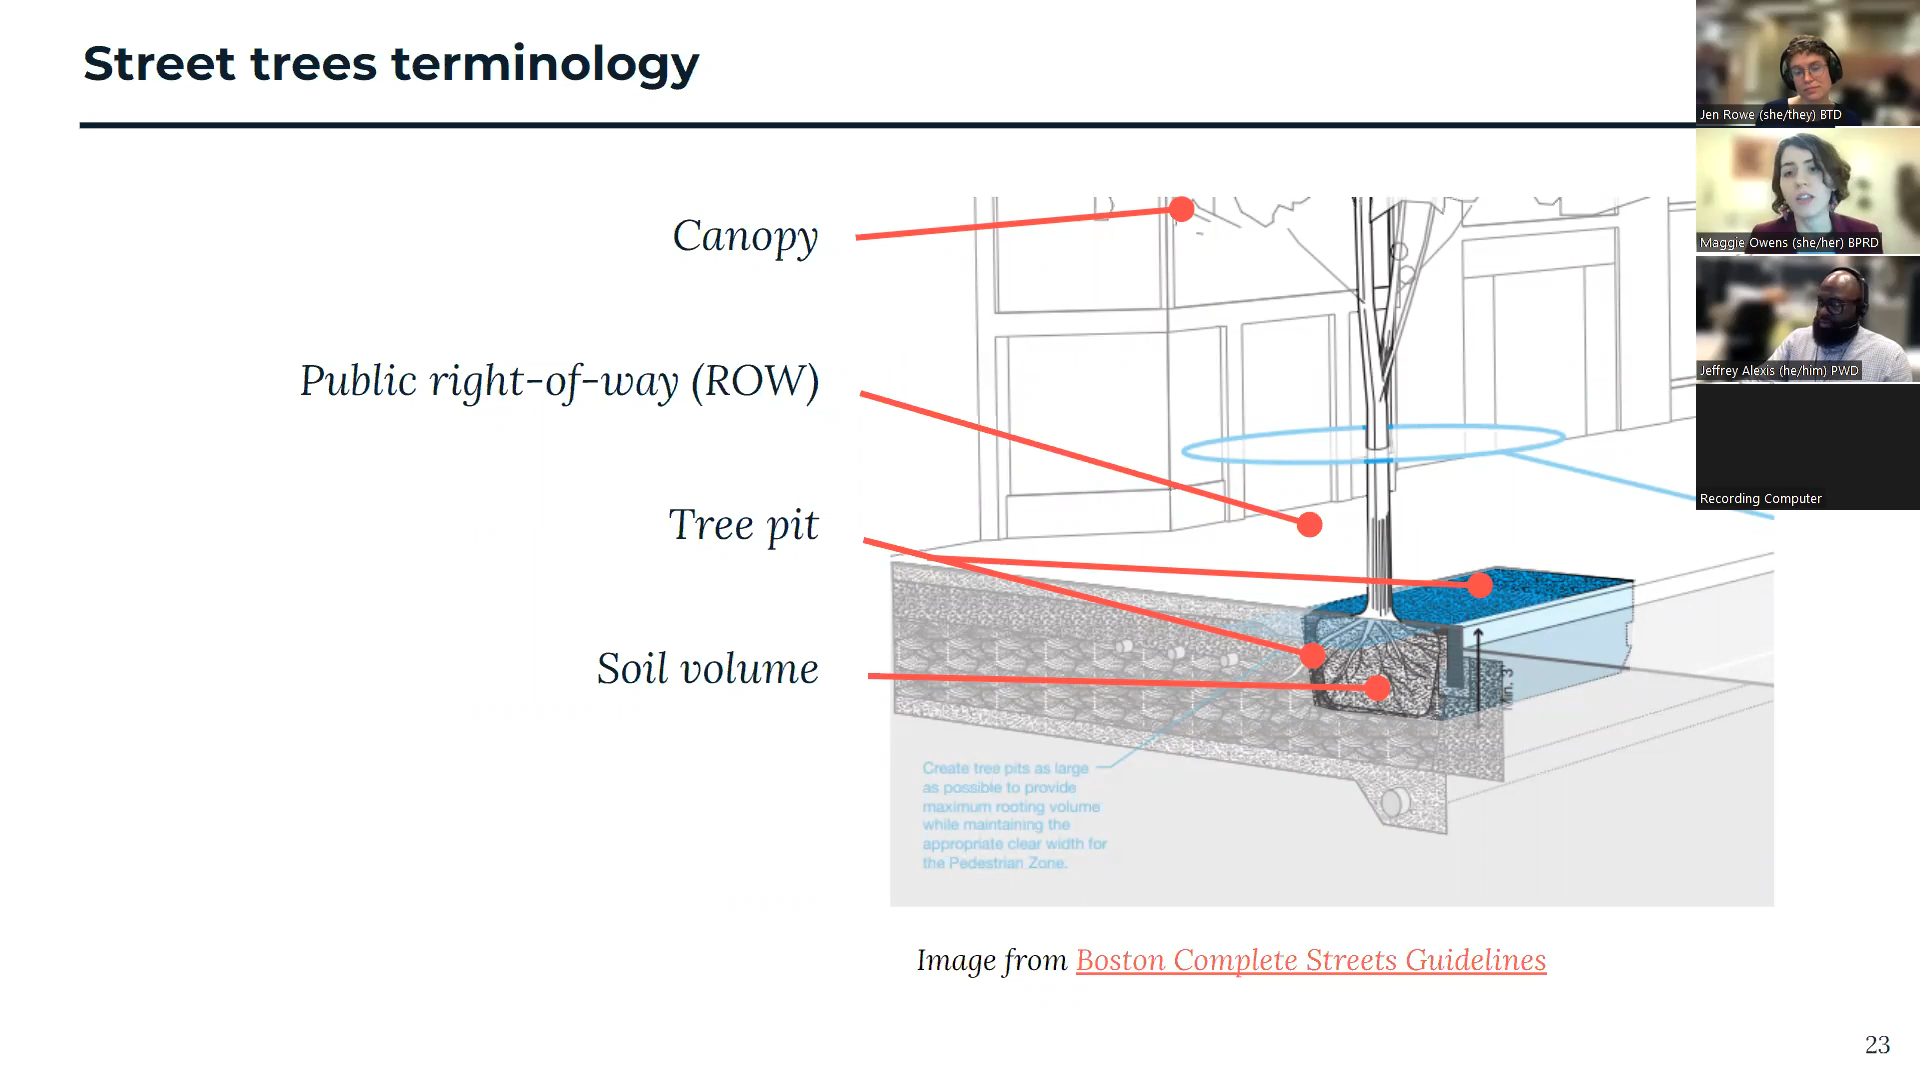 Street trees terminology
Jen Rowe (she/they) BTD
Maggie Owens (she/her) BPRD
Jeffrey Alexis (he/him) PWD
Recording Computer
Canopy
Public right-of-way (ROW)
Tree pit
Soil volume
Min. 3'
Create tree pits as large
as possible to provide
maximum rooting volume
while maintaining the
appropriate clear width for
the Pedestrian Zone.
Image from Boston Complete Streets Guidelines
23